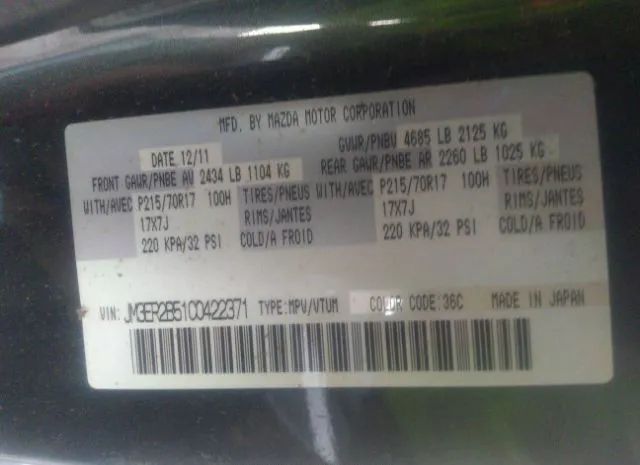 MFD. BY MAZDA MOTOR CORPORATION
DATE 12/11 GVWR/PNBV 4685 LB 2125 KG
FRONT GAWR/PNBE AV 2434 LB 1104 KG REAR GAWR/PNBE AR 2260 LB 1025 KG
WITH/AVEC P215/70R17 100H TIRES/PNEUS WITH/AVEC P215/70R17 100H TIRES/PNEUS
17X7J RIMS/JANTES 17X7J RIMS/JANTES
220 KPA/32 PSI COLD/A FROID 220 KPA/32 PSI COLD/A FROID
VIN: JM3ER2B51C0422371 TYPE:MPV/VTUM COLOR CODE:36C MADE IN JAPAN